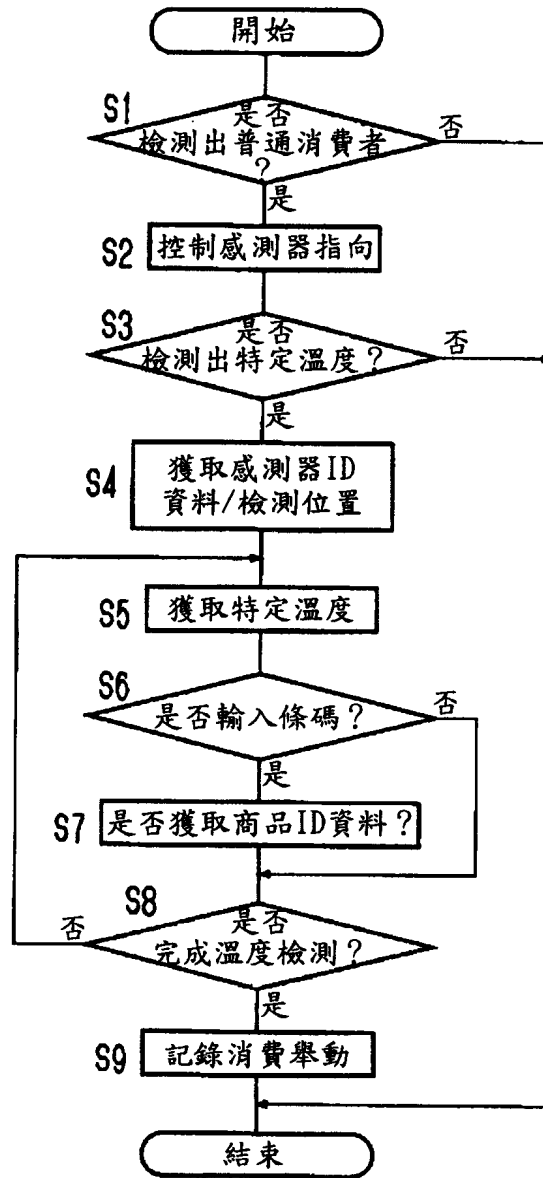 開始
S1
是否
檢測出普通消費者
?
否
是
S2
控制感測器指向
S3
是否
檢測出特定溫度?
否
是
S4
獲取感測器ID
資料/檢測位置
S5
獲取特定溫度
S6
是否輸入條碼?
否
是
S7
是否獲取商品ID資料?
S8
是否
完成溫度檢測?
否
是
S9
記錄消費舉動
結束